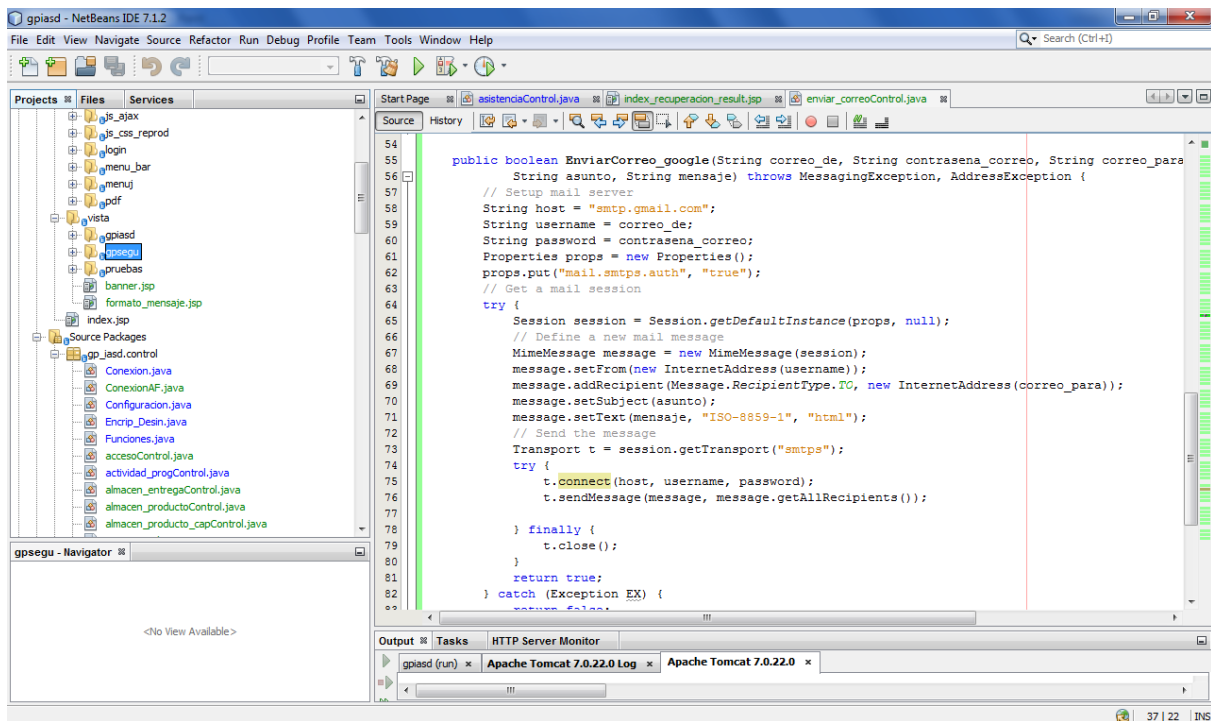 gpiasd - NetBeans IDE 7.1.2
File Edit View Navigate Source Refactor Run Debug Profile Team Tools Window Help
Search (Ctrl+I)
Projects Files Services
js_ajax
js_css_reprod
login
menu_bar
menuj
pdf
vista
gpiasd
gpsegu
pruebas
banner.jsp
formato_mensaje.jsp
index.jsp
Source Packages
gp_iasd.control
Conexion.java
ConexionAF.java
Configuracion.java
Encrip_Desin.java
Funciones.java
accesoControl.java
actividad_progControl.java
almacen_entregaControl.java
almacen_productoControl.java
almacen_producto_capControl.java
gpsegu - Navigator
<No View Available>
Start Page asistenciaControl.java index_recuperacion_result.jsp enviar_correoControl.java
Source History
54
55 public boolean EnviarCorreo_google(String correo_de, String contrasena_correo, String correo_para
56 String asunto, String mensaje) throws MessagingException, AddressException {
57 // Setup mail server
58 String host = "smtp.gmail.com";
59 String username = correo_de;
60 String password = contrasena_correo;
61 Properties props = new Properties();
62 props.put("mail.smtps.auth", "true");
63 // Get a mail session
64 try {
65 Session session = Session.getDefaultInstance(props, null);
66 // Define a new mail message
67 MimeMessage message = new MimeMessage(session);
68 message.setFrom(new InternetAddress(username));
69 message.addRecipient(Message.RecipientType.TO, new InternetAddress(correo_para));
70 message.setSubject(asunto);
71 message.setText(mensaje, "ISO-8859-1", "html");
72 // Send the message
73 Transport t = session.getTransport("smtps");
74 try {
75 t.connect(host, username, password);
76 t.sendMessage(message, message.getAllRecipients());
77
78 } finally {
79 t.close();
80 }
81 return true;
82 } catch (Exception EX) {
83 return false;
Output Tasks HTTP Server Monitor
gpiasd (run) Apache Tomcat 7.0.22.0 Log Apache Tomcat 7.0.22.0
37 | 22 INS